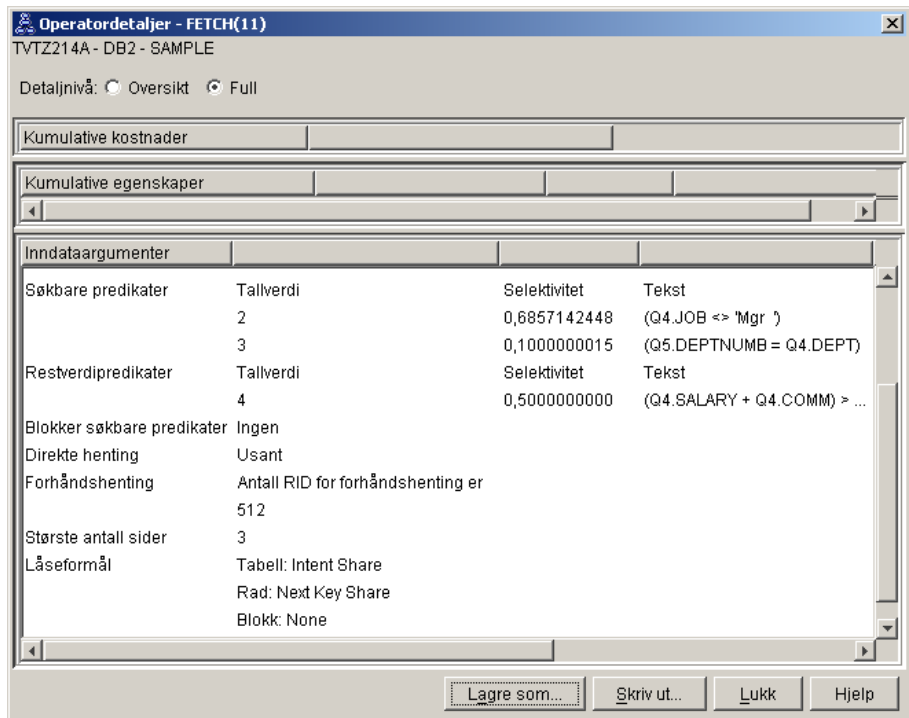 Operatordetaljer - FETCH(11)
TVTZ214A - DB2 - SAMPLE
Detaljnivå: Oversikt Full
Kumulative kostnader
Kumulative egenskaper
Inndataargumenter
Søkbare predikater Tallverdi Selektivitet Tekst
2 0,6857142448 (Q4.JOB <> 'Mgr  ')
3 0,1000000015 (Q5.DEPTNUMB = Q4.DEPT)
Restverdipredikater Tallverdi Selektivitet Tekst
4 0,5000000000 (Q4.SALARY + Q4.COMM) > ...
Blokker søkbare predikater Ingen
Direkte henting Usant
Forhåndshenting Antall RID for forhåndshenting er
512
Største antall sider 3
Låseformål Tabell: Intent Share
Rad: Next Key Share
Blokk: None
Lagre som... Skriv ut... Lukk Hjelp